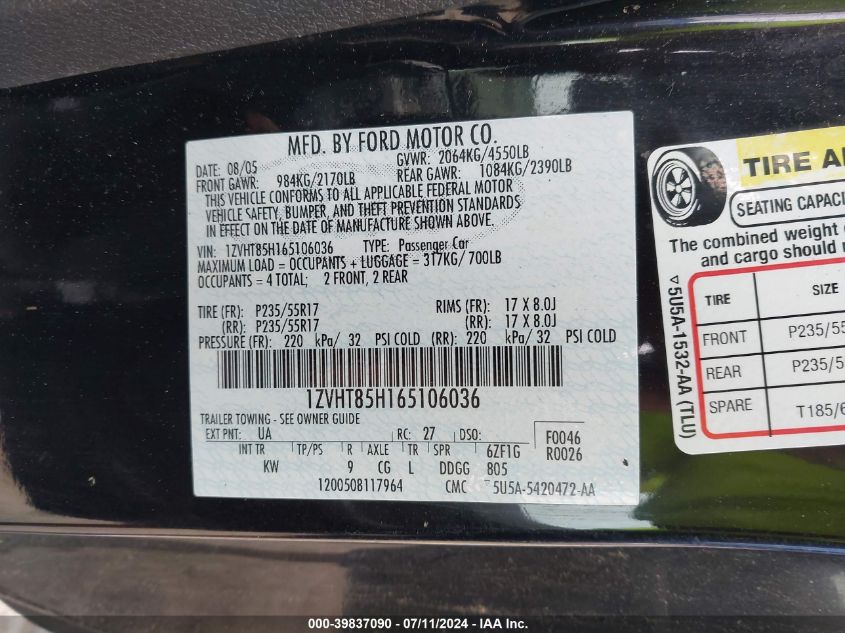 MFD. BY FORD MOTOR CO.
DATE: 08/05 GVWR: 2064KG/4550LB
FRONT GAWR: 984KG/2170LB REAR GAWR: 1084KG/2390LB
THIS VEHICLE CONFORMS TO ALL APPLICABLE FEDERAL MOTOR
VEHICLE SAFETY, BUMPER, AND THEFT PREVENTION STANDARDS
IN EFFECT ON THE DATE OF MANUFACTURE SHOWN ABOVE.
VIN: 1ZVHT85H165106036 TYPE: Passenger Car
MAXIMUM LOAD = OCCUPANTS + LUGGAGE = 317KG/ 700LB
OCCUPANTS = 4 TOTAL; 2 FRONT, 2 REAR
TIRE (FR): P235/55R17 RIMS (FR): 17 X 8.0J
(RR): P235/55R17 (RR): 17 X 8.0J
PRESSURE (FR): 220 kPa/ 32 PSI COLD (RR): 220 kPa/ 32 PSI COLD
1ZVHT85H165106036
TRAILER TOWING - SEE OWNER GUIDE
EXT PNT: UA RC: 27 DSO: F0046
INT TR TP/PS R AXLE TR SPR 6ZF1G R0026
KW 9 CG L DDGG 805
1200508117964 CMC 5U5A-5420472-AA
TIRE A
SEATING CAPACI
The combined weight
and cargo should
TIRE SIZE
FRONT P235/55
REAR P235/5
SPARE T185/6
▽5U5A-1532-AA (TLU)
000-39837090 - 07/11/2024 - IAA Inc.